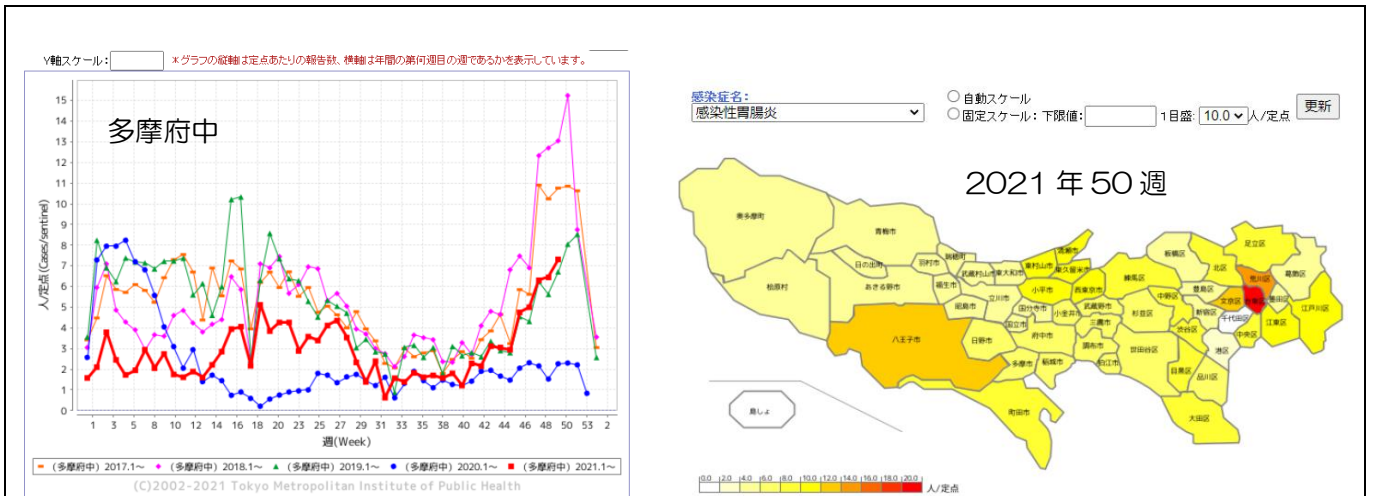 Y軸スケール:
*グラフの縦軸は定点あたりの報告数、横軸は年間の第何週目の週であるかを表示しています。
多摩府中
人/定点(Cases/sentinel)
15
14
13
12
11
10
9
8
7
6
5
4
3
2
1
0
1 3 5 8 10 12 14 16 18 20 23 25 27 29 31 33 35 38 40 42 44 46 48 50 53 2
週(Week)
(多摩府中) 2017.1~ (多摩府中) 2018.1~ (多摩府中) 2019.1~ (多摩府中) 2020.1~ (多摩府中) 2021.1~
(C)2002-2021 Tokyo Metropolitan Institute of Public Health
感染症名:
感染性胃腸炎
自動スケール
固定スケール:下限値: 1目盛: 10.0 人/定点
更新
2021年50週
奥多摩町
青梅市
日の出町
羽村市
瑞穂町
檜原村
あきる野市
福生市
武蔵村山市
東大和市
東村山市
清瀬市
東久留米市
昭島市
立川市
小平市
西東京市
国分寺市
小金井市
武蔵野市
国立市
府中市
三鷹市
調布市
八王子市
日野市
多摩市
稲城市
狛江市
町田市
練馬区
板橋区
北区
足立区
荒川区
葛飾区
豊島区
文京区
墨田区
中野区
新宿区
千代田区
江戸川区
杉並区
渋谷区
中央区
江東区
港区
世田谷区
目黒区
品川区
大田区
島しょ
0.0 2.0 4.0 6.0 8.0 10.0 12.0 14.0 16.0 18.0 20.0
人/定点